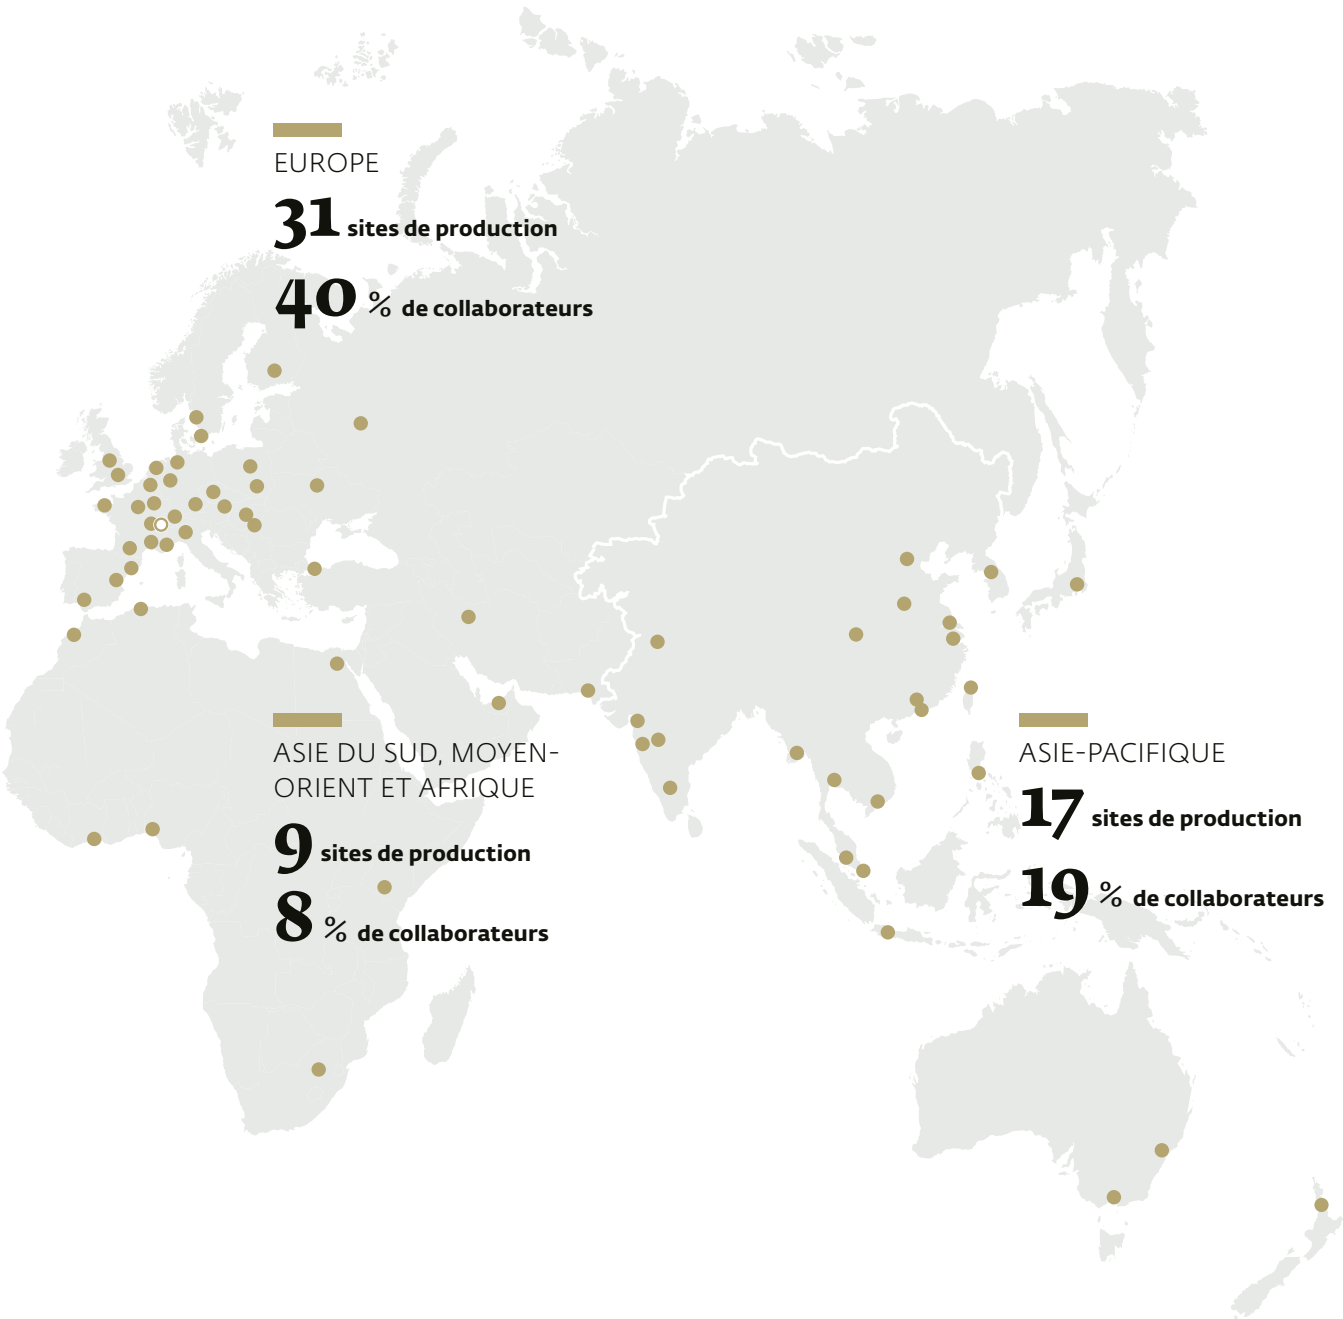 EUROPE
31 sites de production
40 % de collaborateurs
ASIE DU SUD, MOYEN-
ORIENT ET AFRIQUE
9 sites de production
8 % de collaborateurs
ASIE-PACIFIQUE
17 sites de production
19 % de collaborateurs